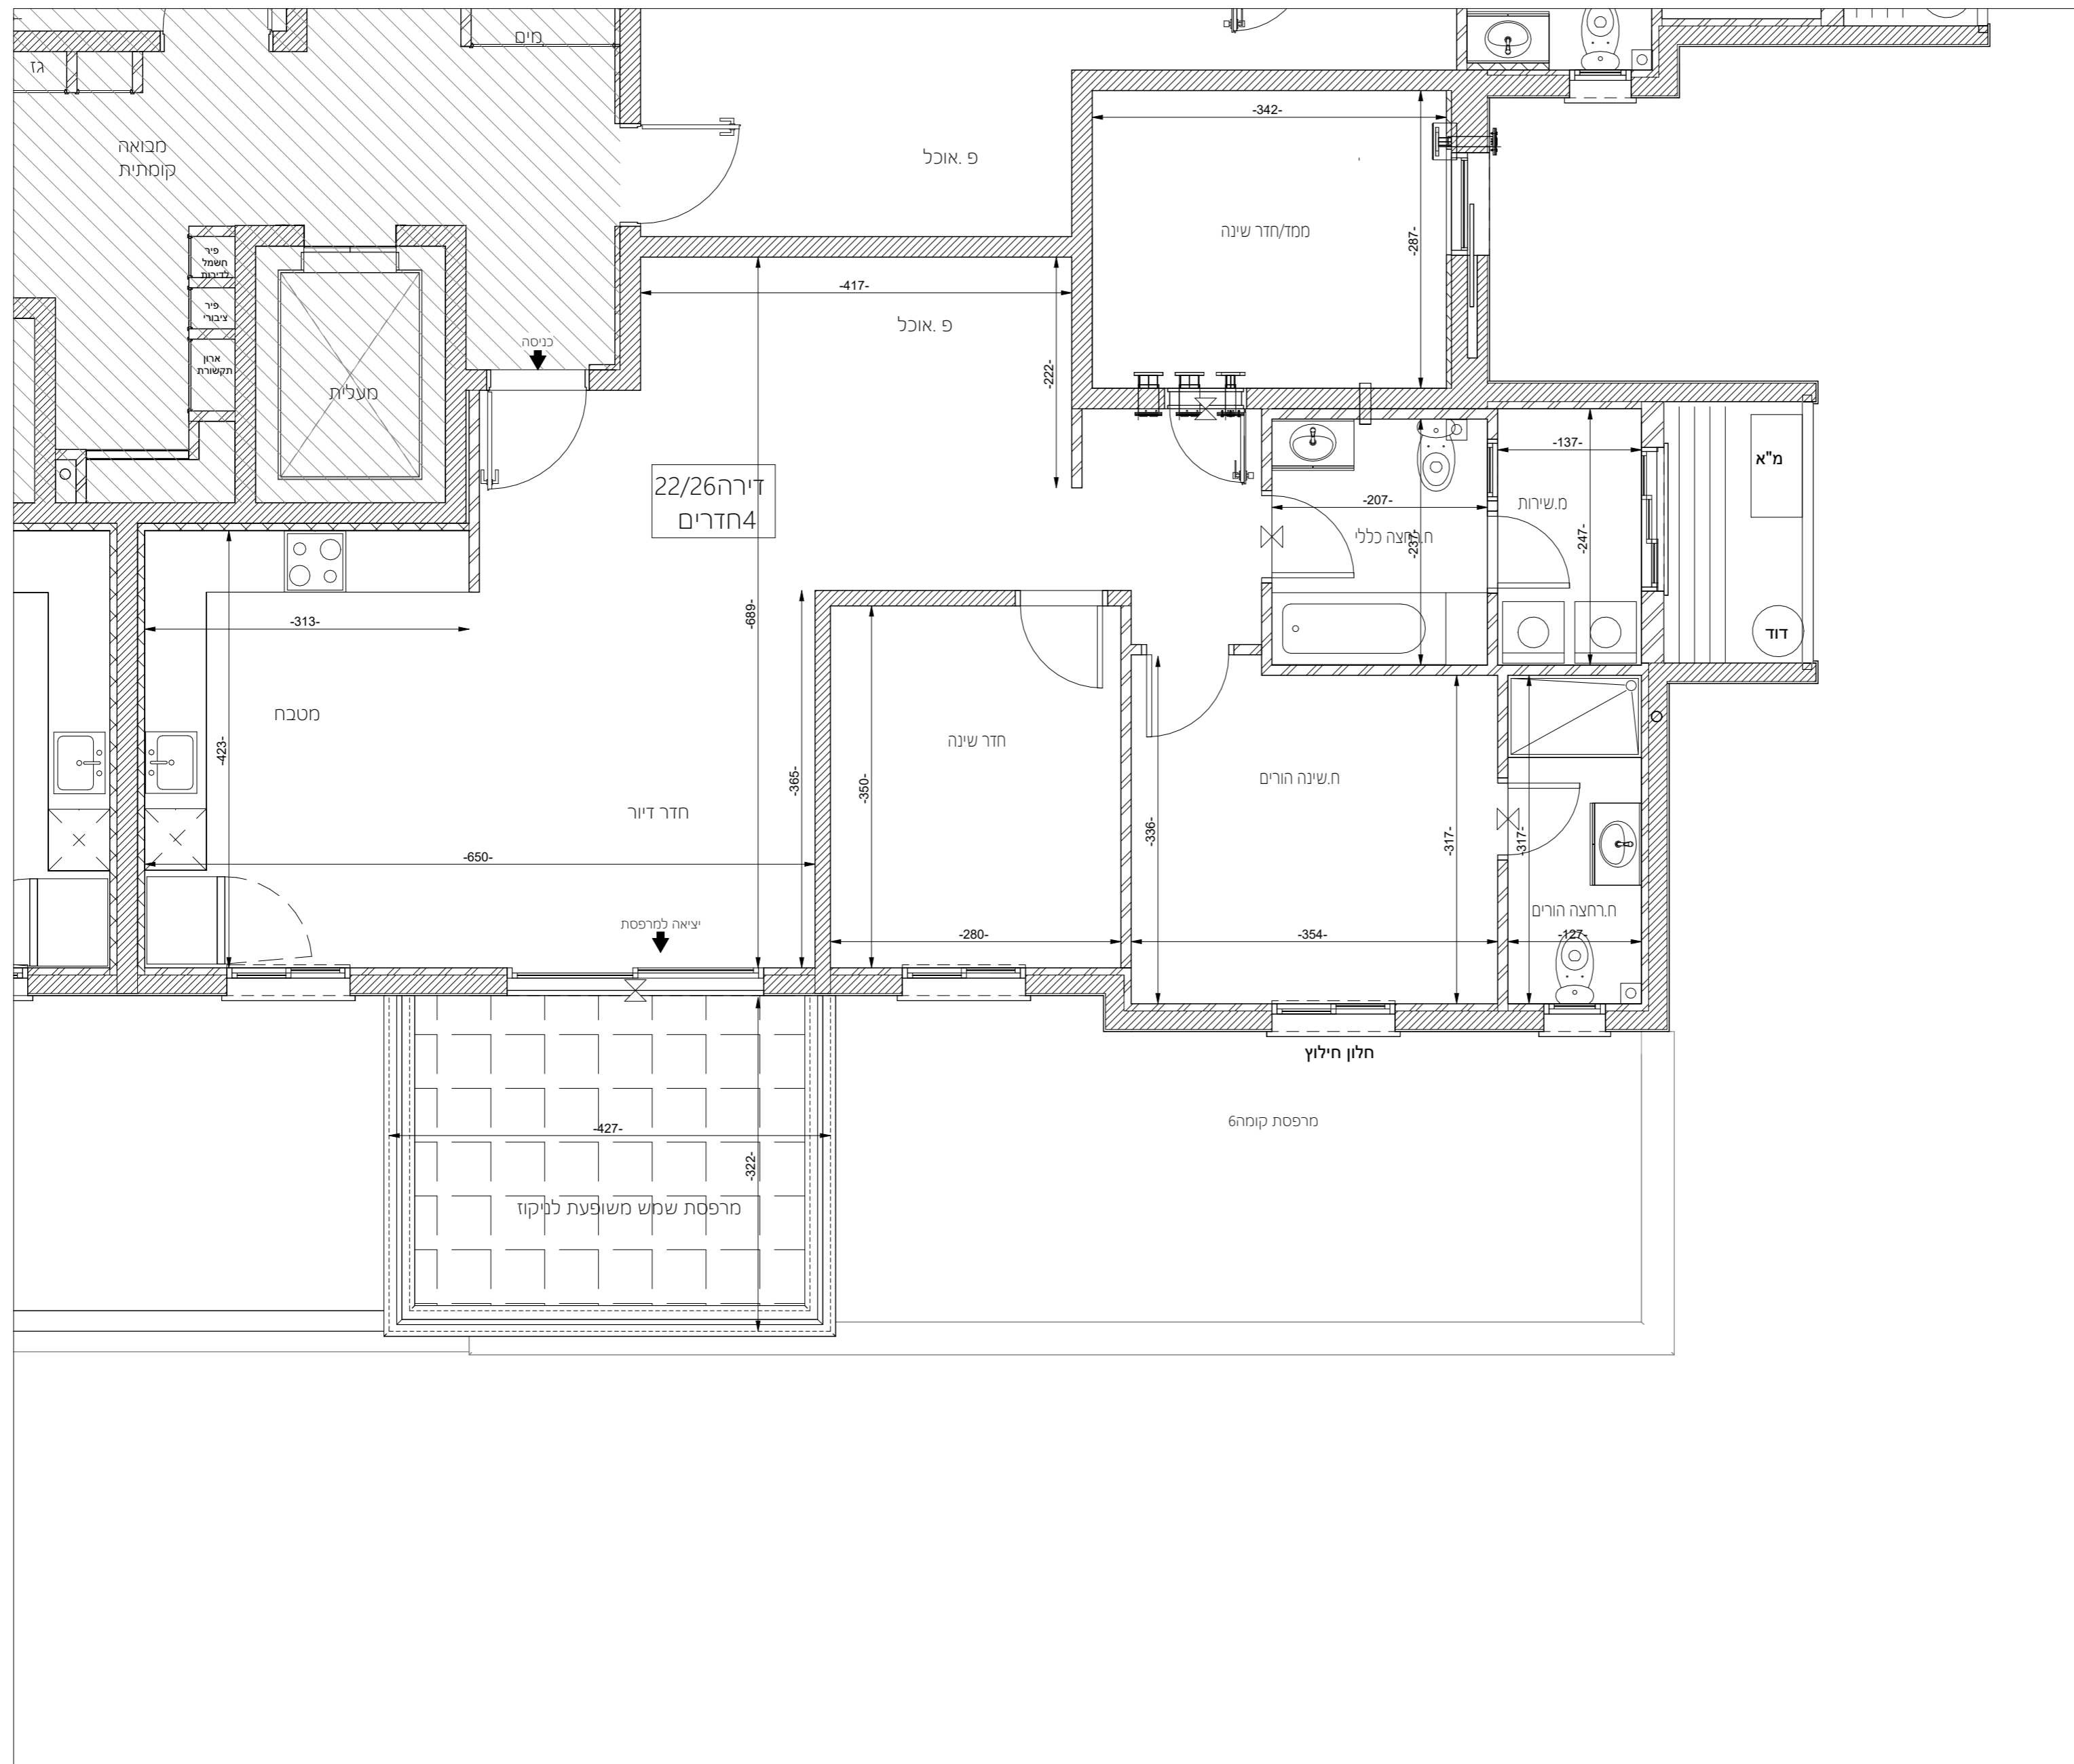 מים
גז
מבואה
קומתית
פ .אוכל
-342-
ממד/חדר שינה
-287-
פיר
חשמל
לדירות
פיר
ציבורי
ארון
תקשורת
מעלית
כניסה
-417-
פ .אוכל
-222-
דירה22/26
4חדרים
-689-
-207-
ח.רחצה כללי
-237-
-137-
מ.שירות
-247-
מ"א
דוד
-313-
מטבח
-423-
חדר דיור
-650-
-365-
יציאה למרפסת
חדר שינה
-350-
-280-
ח.שינה הורים
-336-
-317-
-354-
-317-
ח.רחצה הורים
-127-
חלון חילוץ
מרפסת קומה6
-427-
-322-
מרפסת שמש משופעת לניקוז